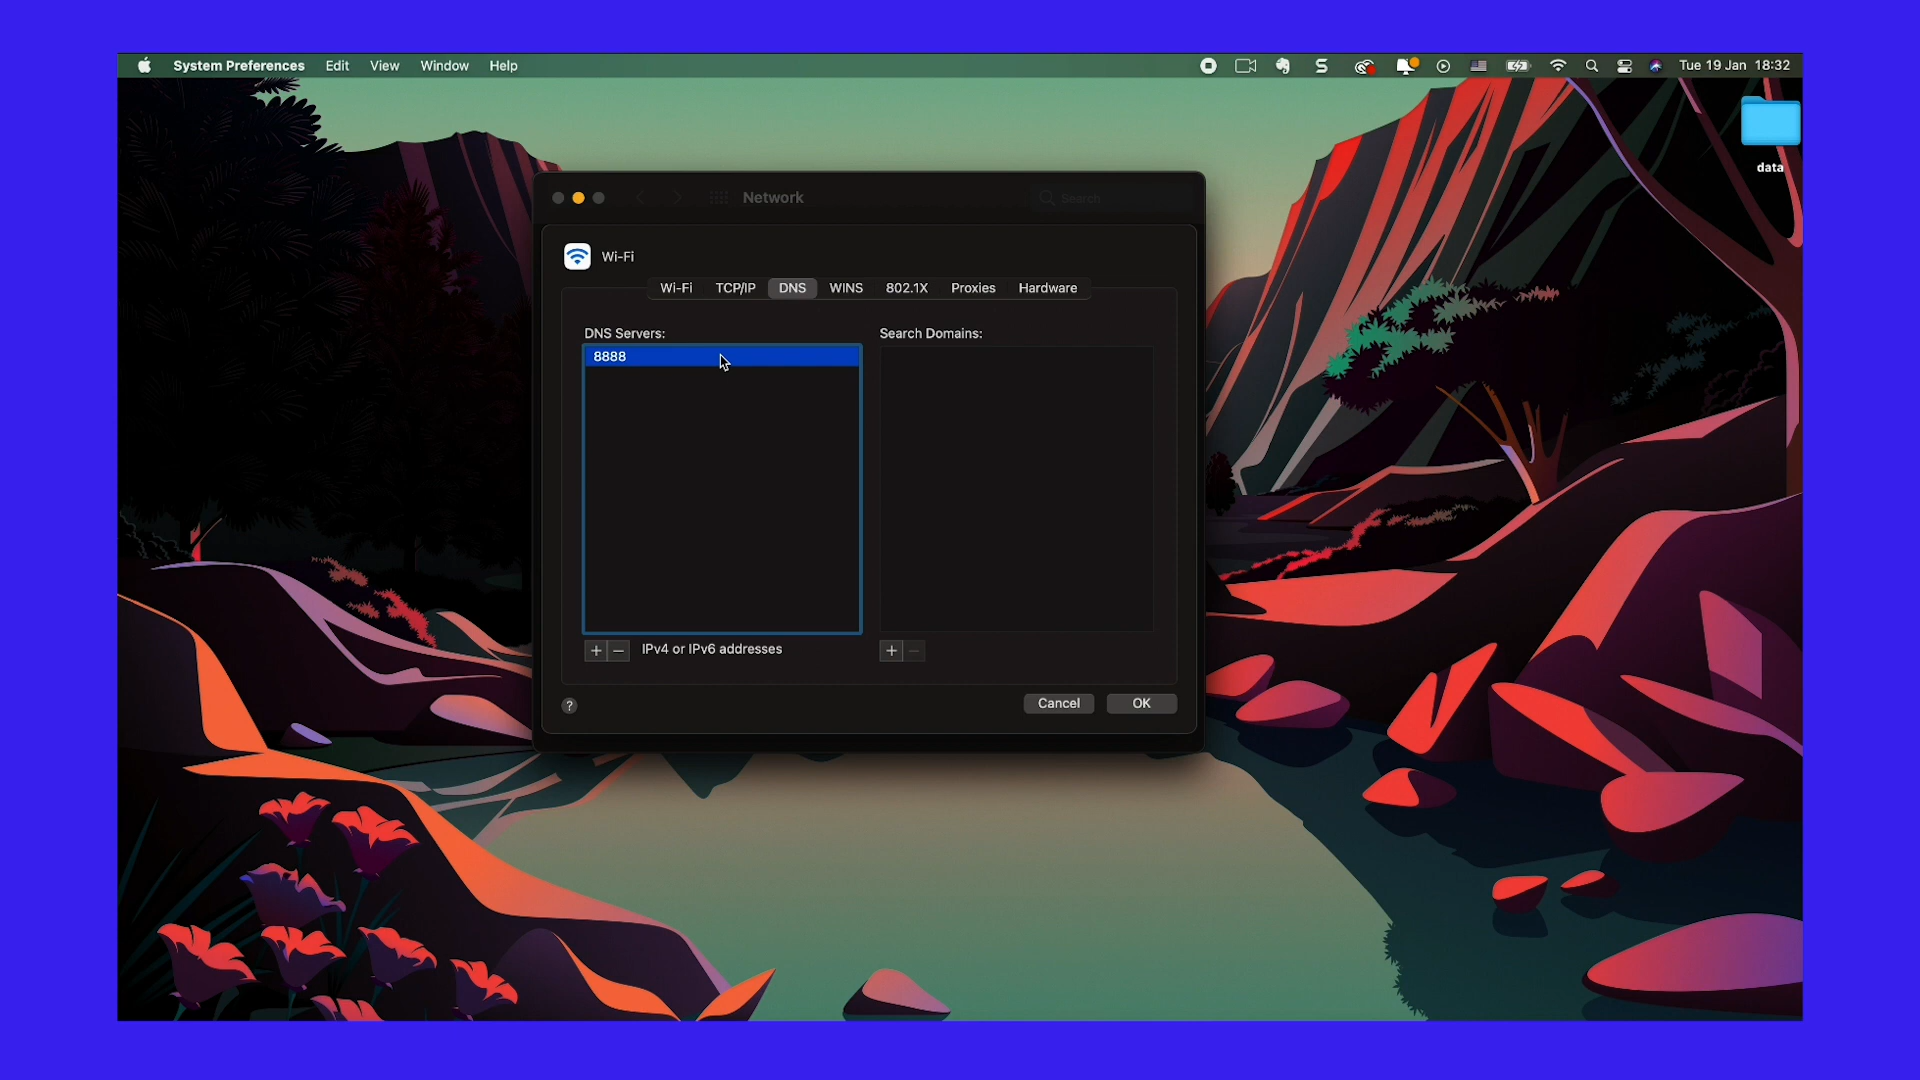 System Preferences Edit View Window Help
Tue 19 Jan 18:32
data
Network
Search
Wi-Fi
Wi-Fi TCP/IP DNS WINS 802.1X Proxies Hardware
DNS Servers:
Search Domains:
8888
+ − IPv4 or IPv6 addresses
+ −
? Cancel OK